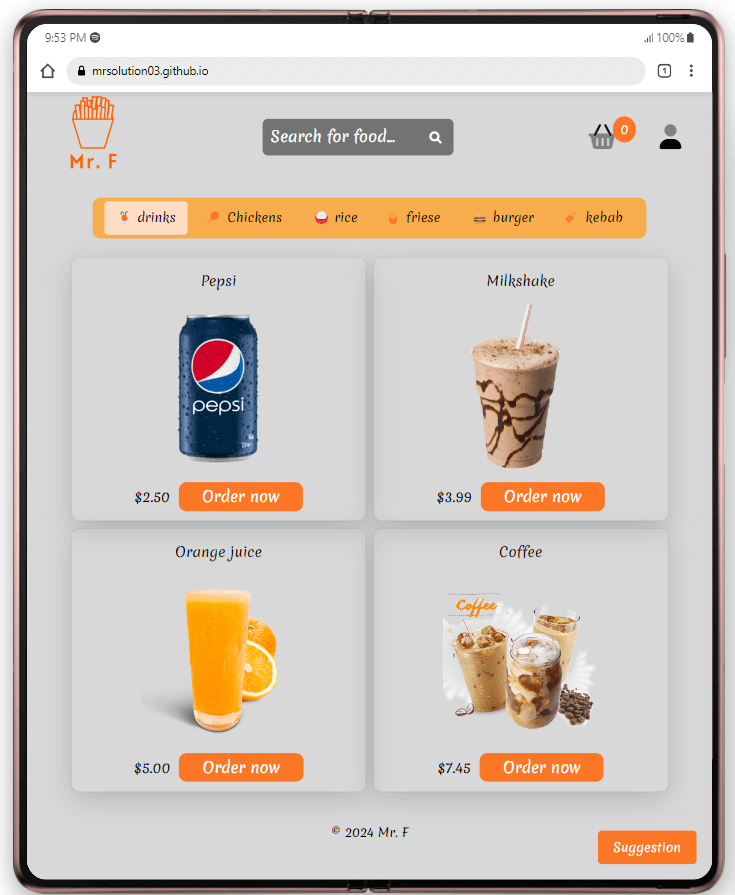 9:53 PM
100%
mrsolution03.github.io
1
Mr. F
Search for food...
0
drinks
Chickens
rice
friese
burger
kebab
Pepsi
Milkshake
pepsi
$2.50
Order now
$3.99
Order now
Orange juice
Coffee
Coffee
$5.00
Order now
$7.45
Order now
© 2024 Mr. F
Suggestion